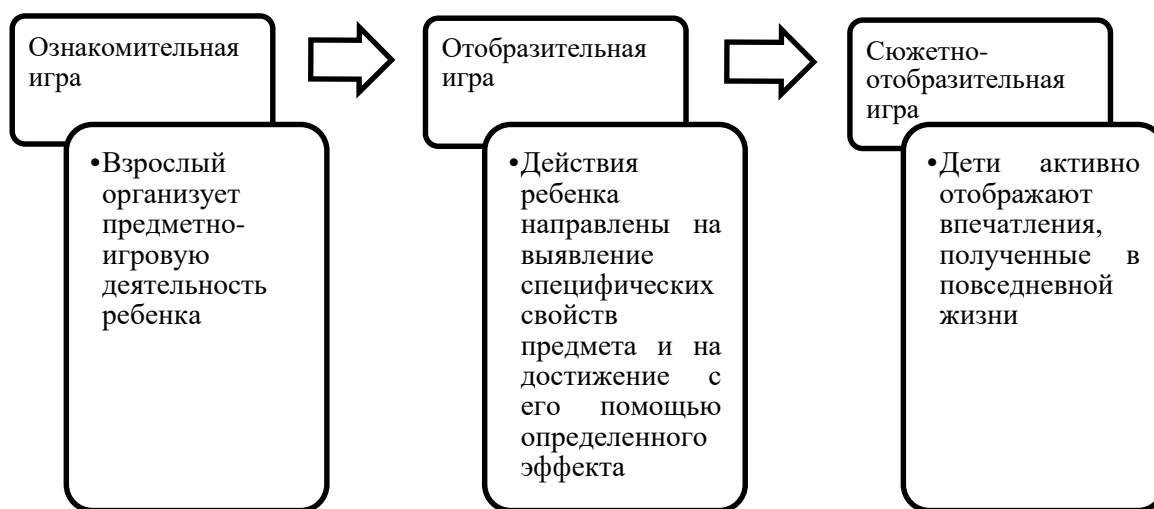 Ознакомительная
игра
•Взрослый
организует
предметно-
игровую
деятельность
ребенка
Отобразительная
игра
•Действия
ребенка
направлены на
выявление
специфических
свойств
предмета и на
достижение с
его помощью
определенного
эффекта
Сюжетно-
отобразительная
игра
•Дети активно
отображают
впечатления,
полученные в
повседневной
жизни